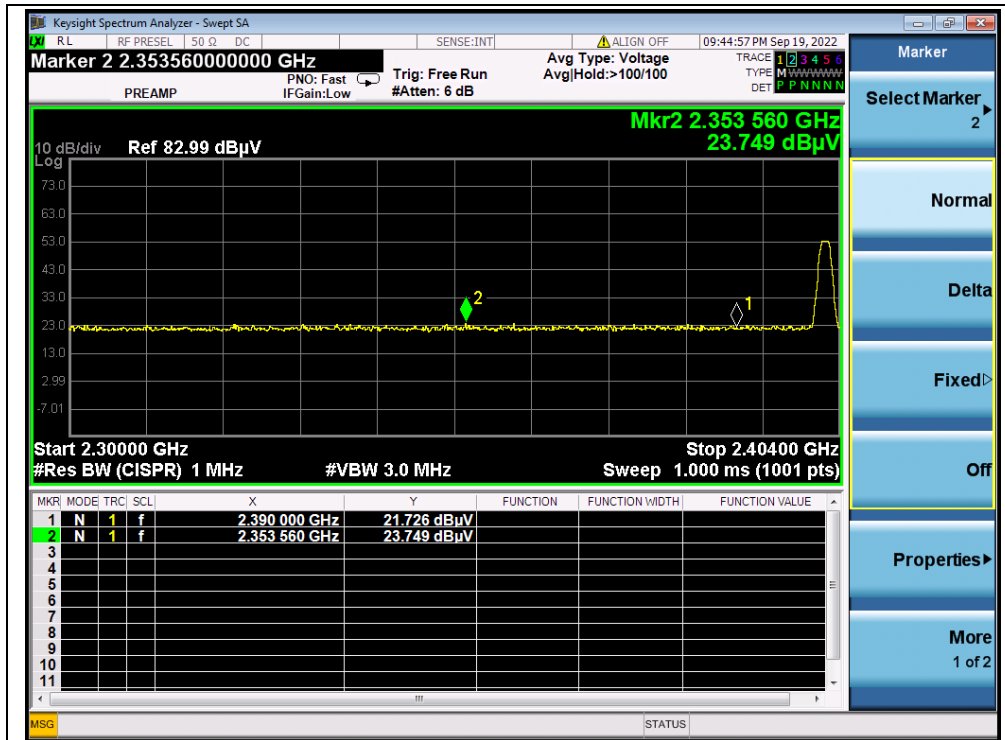 Keysight Spectrum Analyzer - Swept SA
LXI RL RF PRESEL 50 Ω DC SENSE:INT ALIGN OFF 09:44:57 PM Sep 19, 2022
Marker 2 2.353560000000 GHz Avg Type: Voltage TRACE 1 2 3 4 5 6
PNO: Fast Trig: Free Run Avg|Hold:>100/100 TYPE M WWWWW
PREAMP IFGain:Low #Atten: 6 dB DET P P N N N N
Mkr2 2.353 560 GHz
10 dB/div Ref 82.99 dBµV 23.749 dBµV
Log
73.0
63.0
53.0
43.0
33.0
23.0
13.0
2.99
-7.01
2
1
Start 2.30000 GHz Stop 2.40400 GHz
#Res BW (CISPR) 1 MHz #VBW 3.0 MHz Sweep 1.000 ms (1001 pts)
MKR MODE TRC SCL X Y FUNCTION FUNCTION WIDTH FUNCTION VALUE
1 N 1 f 2.390 000 GHz 21.726 dBµV
2 N 1 f 2.353 560 GHz 23.749 dBµV
3
4
5
6
7
8
9
10
11
MSG STATUS
Marker
Select Marker
2
Normal
Delta
Fixed
Off
Properties
More
1 of 2